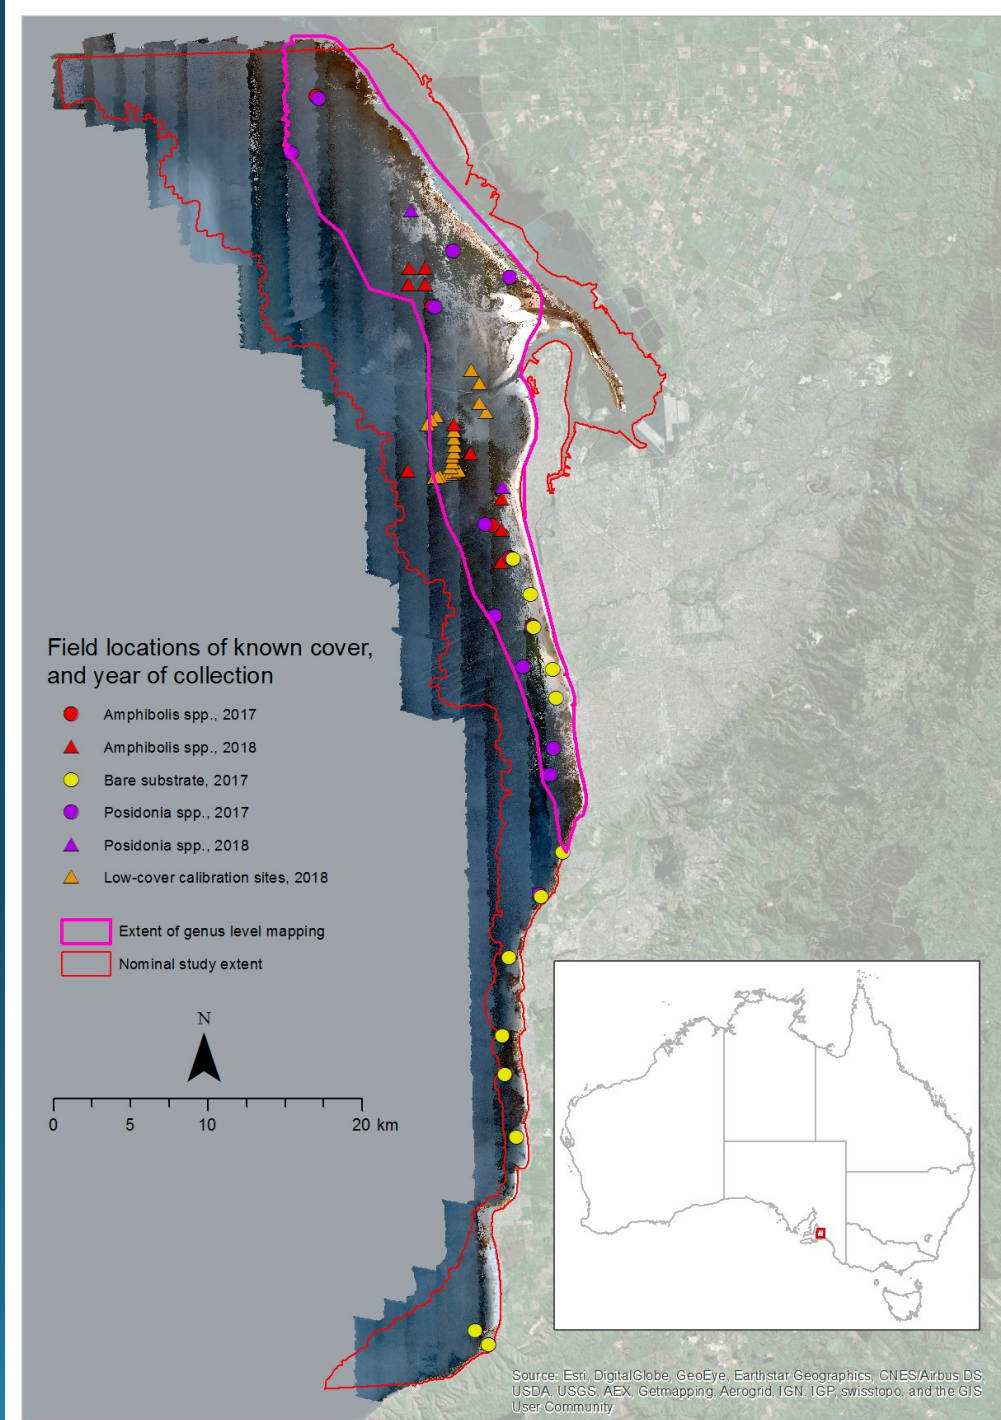 Field locations of known cover,
and year of collection
Amphibolis spp., 2017
Amphibolis spp., 2018
Bare substrate, 2017
Posidonia spp., 2017
Posidonia spp., 2018
Low-cover calibration sites, 2018
Extent of genus level mapping
Nominal study extent
N
0 5 10 20 km
Source: Esri, DigitalGlobe, GeoEye, Earthstar Geographics, CNES/Airbus DS,
USDA, USGS, AEX, Getmapping, Aerogrid, IGN, IGP, swisstopo, and the GIS
User Community